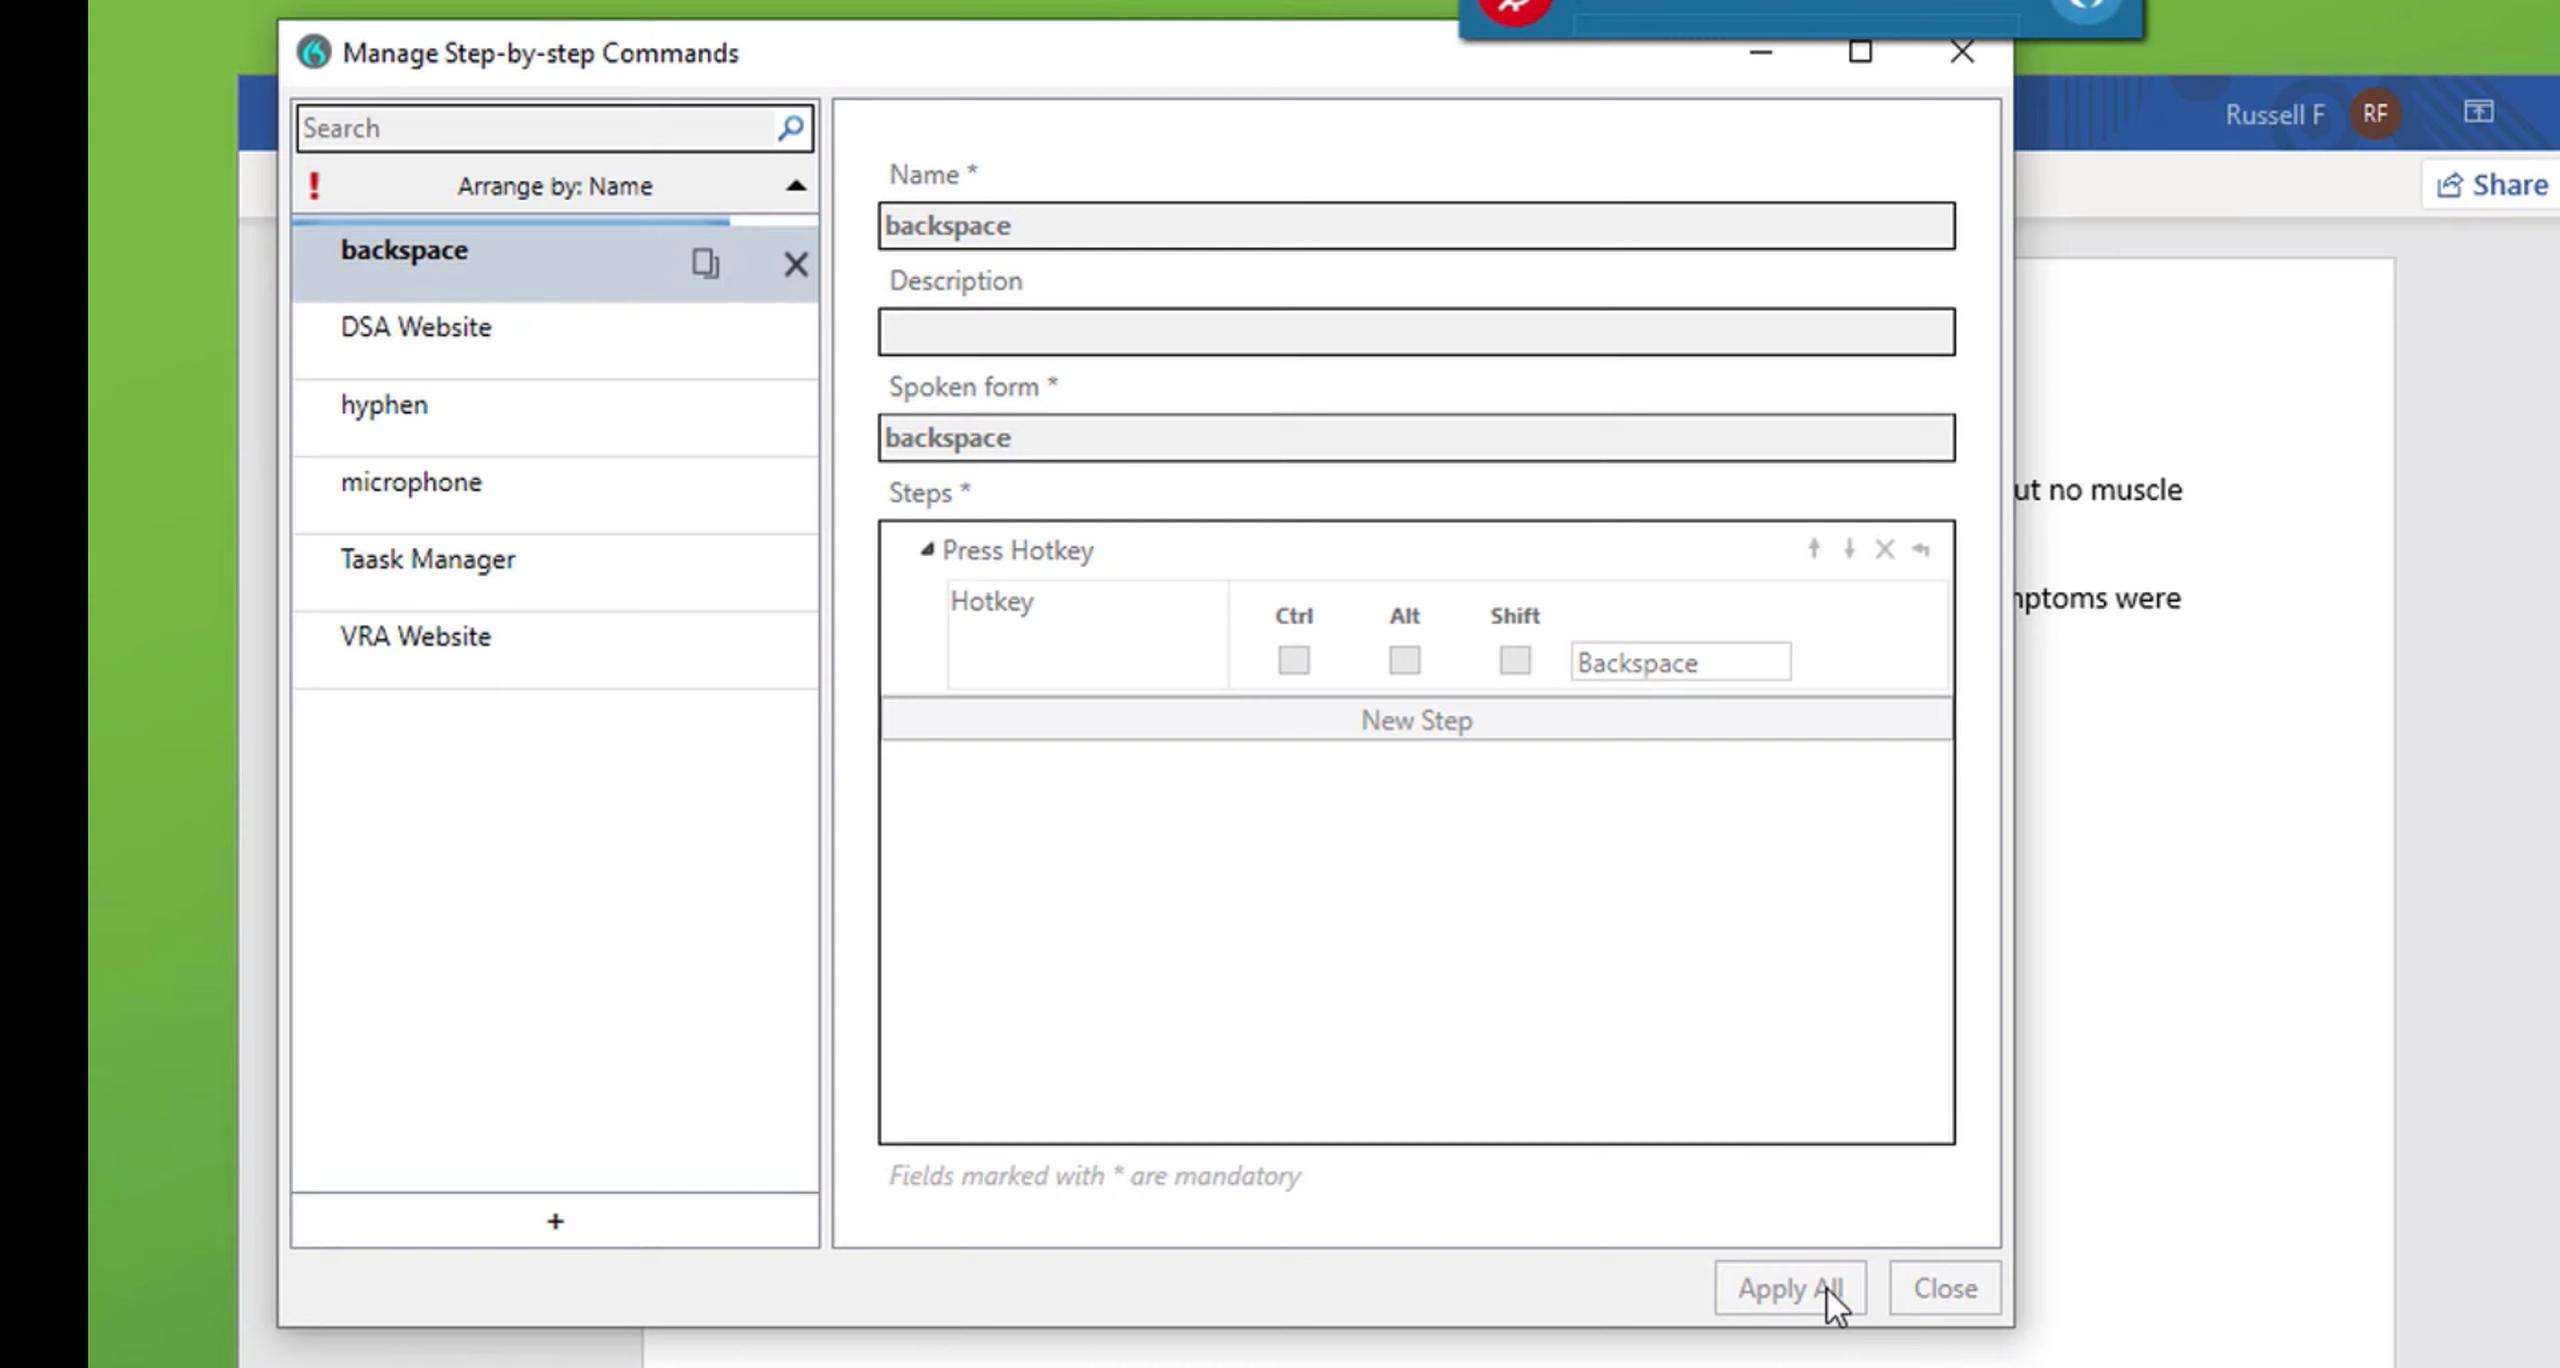 Manage Step-by-step Commands
Russell F RF
Search
Share
! Arrange by: Name
Name *
backspace
backspace
Description
DSA Website
Spoken form *
hyphen
backspace
microphone
Steps *
ut no muscle
Press Hotkey
Taask Manager
Hotkey
Ctrl Alt Shift
nptoms were
VRA Website
Backspace
New Step
Fields marked with * are mandatory
+
Apply All
Close